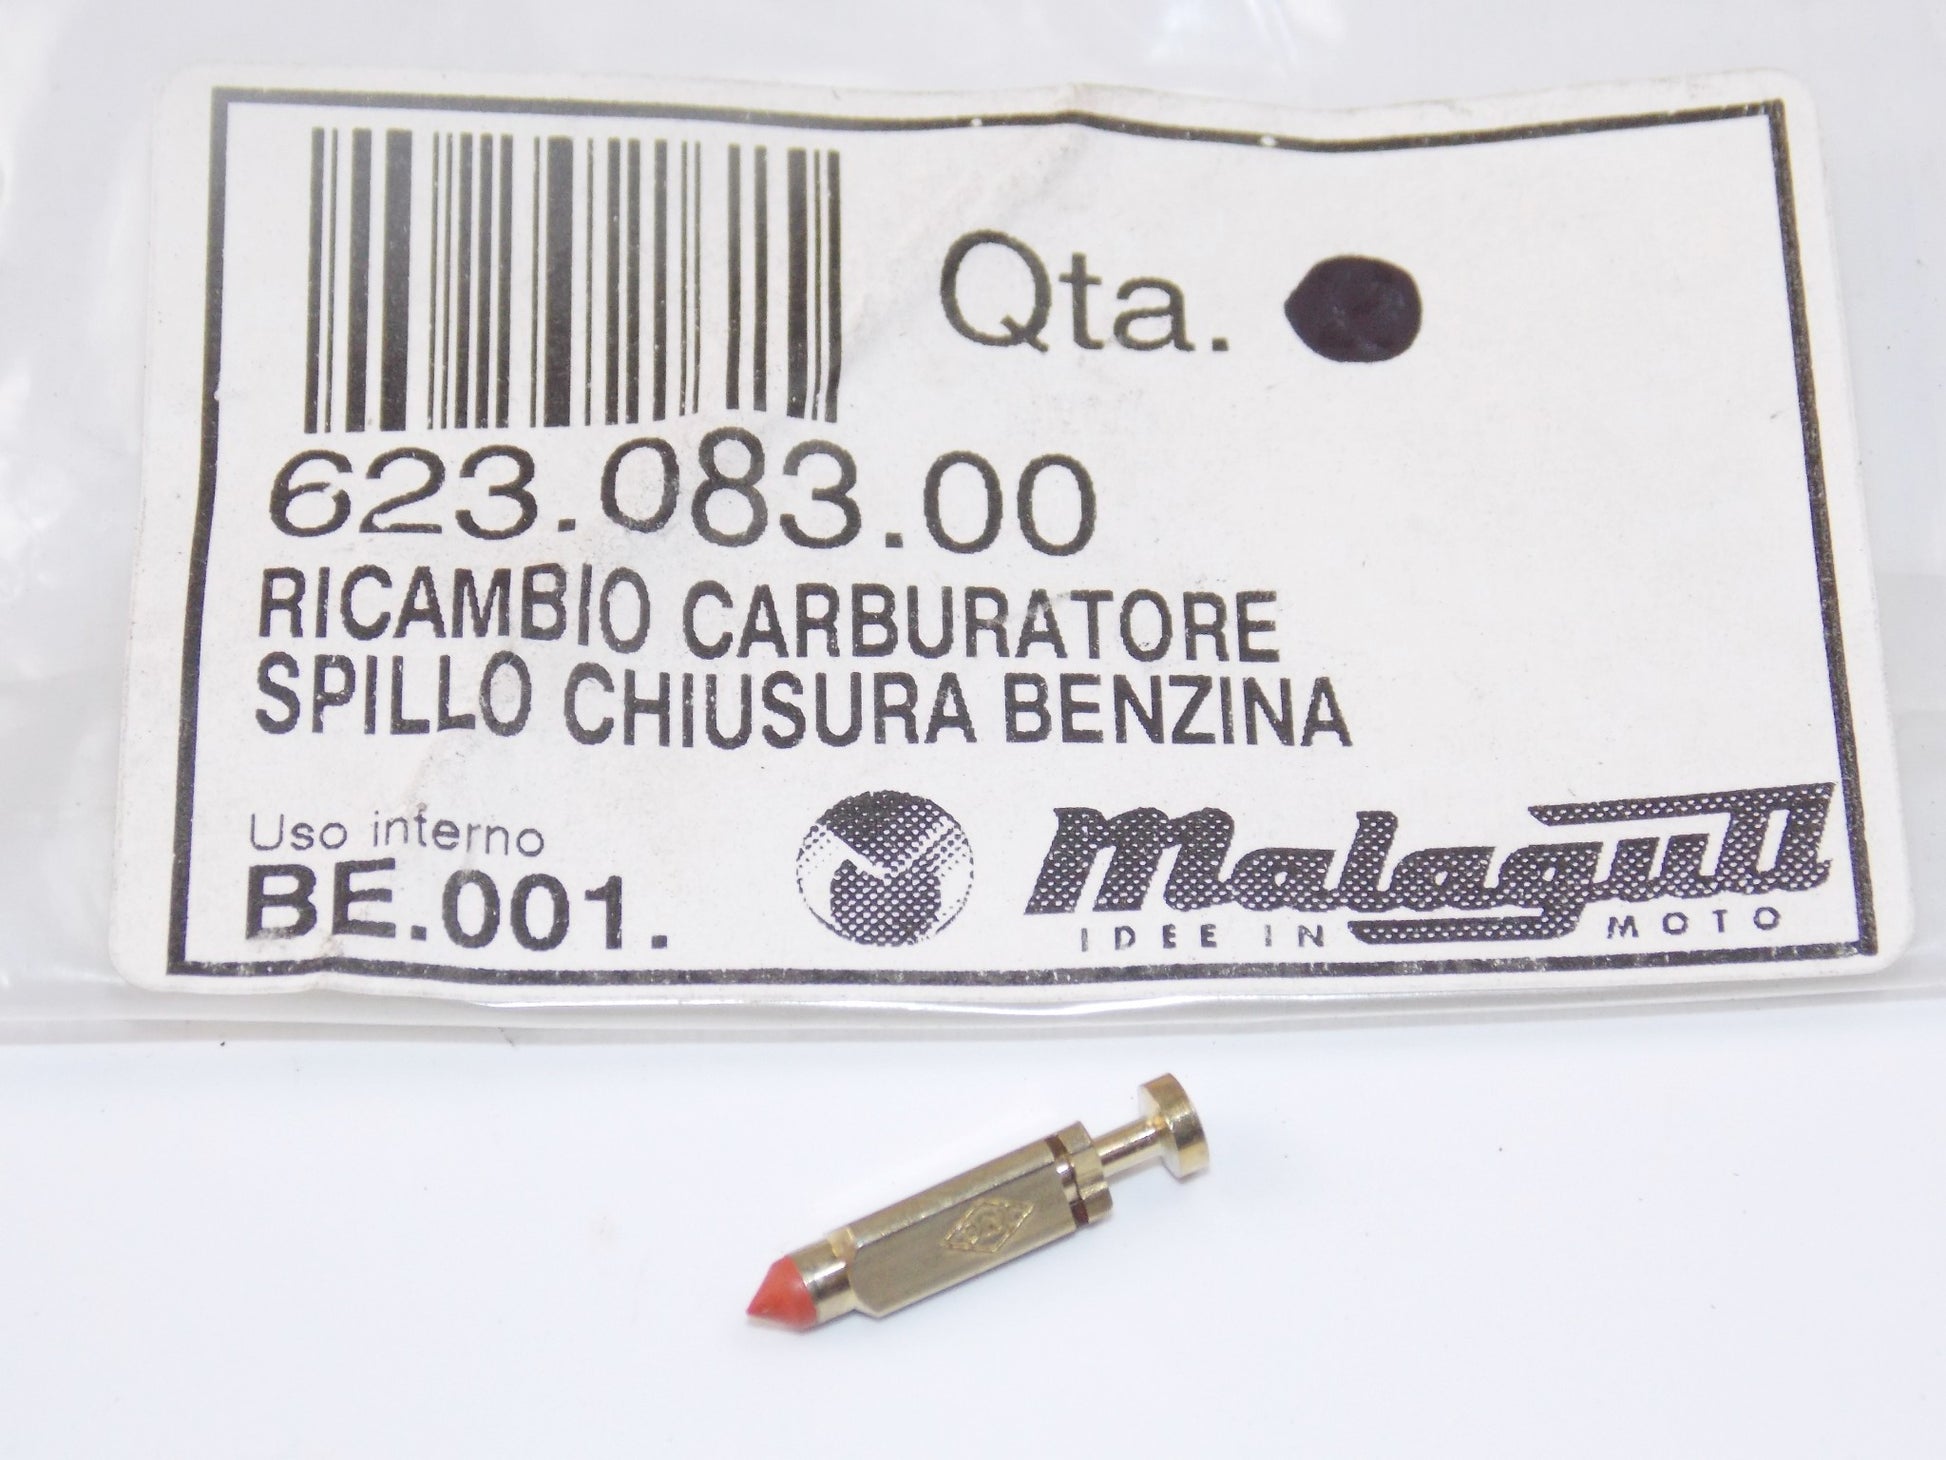 Qta.
623.083.00
RICAMBIO CARBURATORE
SPILLO CHIUSURA BENZINA
Uso interno
BE.001.
Malaguti
IDEE IN MOTO